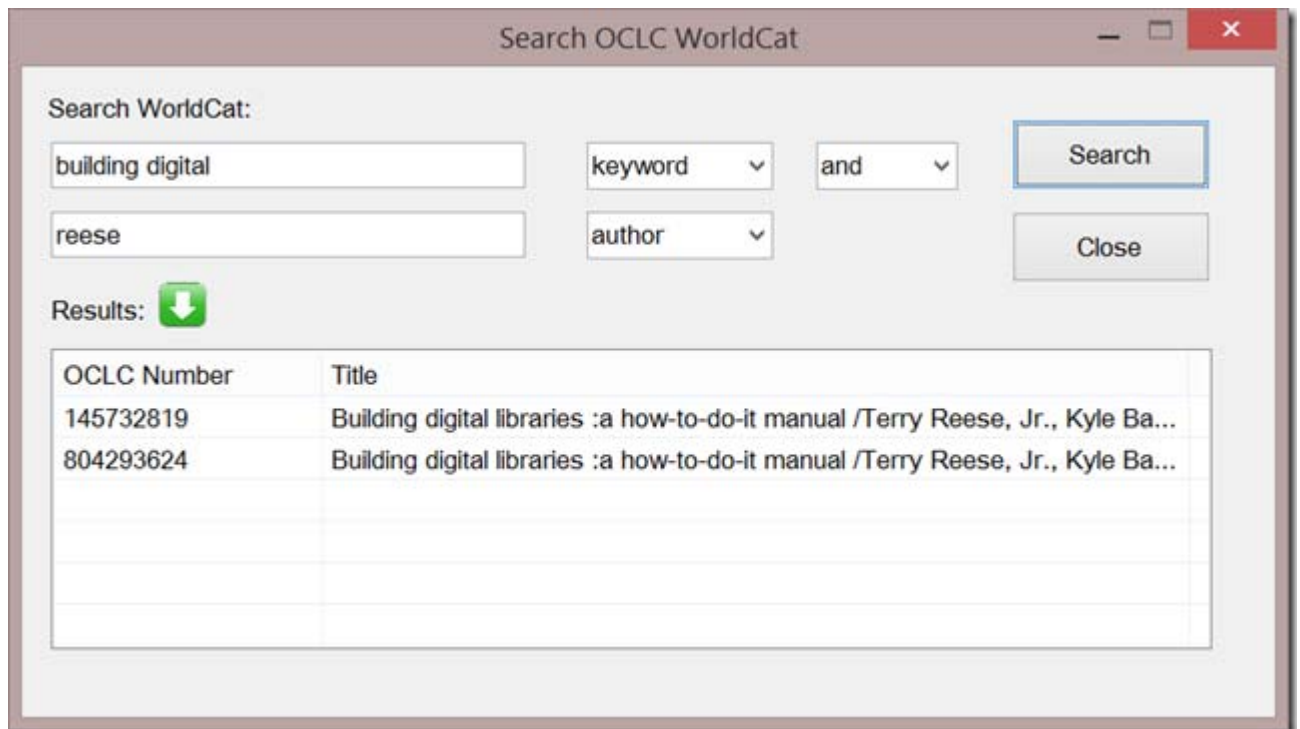 Search OCLC WorldCat
Search WorldCat:
building digital keyword and Search
reese author Close
Results:
OCLC Number Title
145732819 Building digital libraries :a how-to-do-it manual /Terry Reese, Jr., Kyle Ba...
804293624 Building digital libraries :a how-to-do-it manual /Terry Reese, Jr., Kyle Ba...